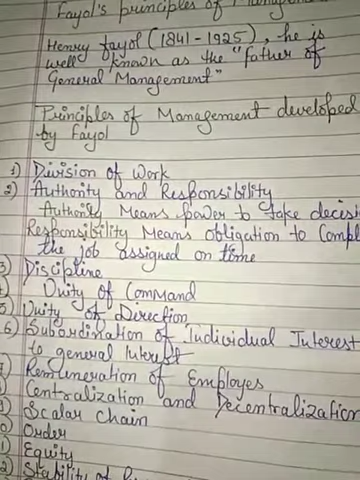 Fayol's principles of
Henry Fayol (1841-1925), he is
well known as the "father of
General Management"
Principles of Management developed
by Fayol
1) Division of Work
2) Authority and Responsibility
Authority Means power to take decisi
Responsibility Means obligation to Compl
the job assigned on time
3) Discipline
Unity of Command
5) Unity of Direction
6) Subordination of Individual Interest
to general Interest
Remuneration of Employes
Centralization and Decentralization
Scalar Chain
Order
Equity
Stability of